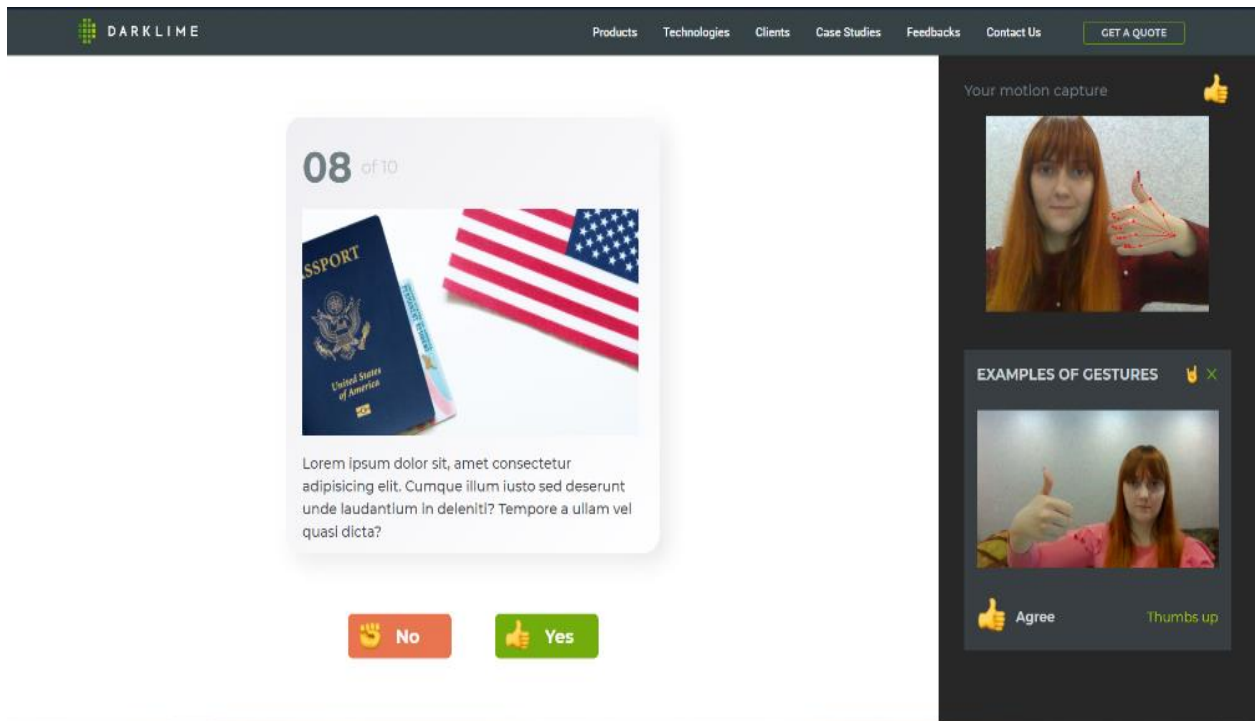 DARKLIME
Products Technologies Clients Case Studies Feedbacks Contact Us GET A QUOTE
08 of 10
SSPORT
United States
of America
Lorem ipsum dolor sit, amet consectetur
adipisicing elit. Cumque illum iusto sed deserunt
unde laudantium in deleniti? Tempore a ullam vel
quasi dicta?
No Yes
Your motion capture
EXAMPLES OF GESTURES
Agree Thumbs up